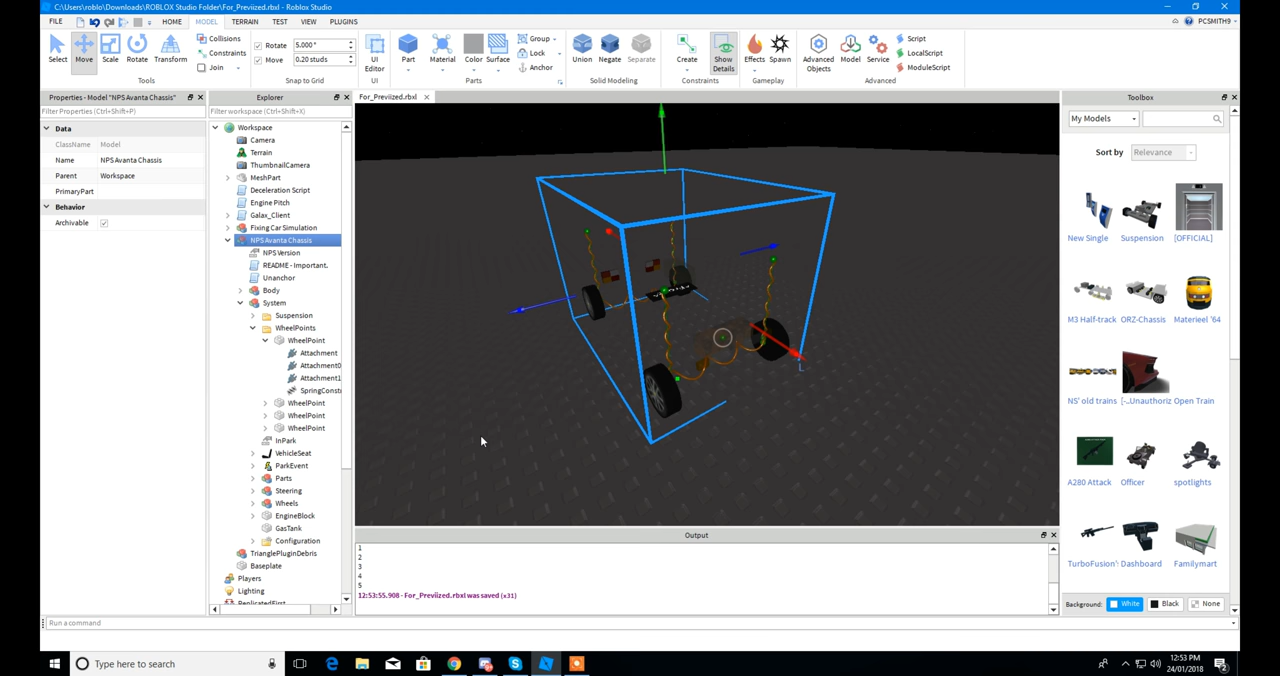 C:\Users\roblo\Downloads\ROBLOX Studio Folder\For_Previized.rbxl - Roblox Studio
FILE HOME MODEL TERRAIN TEST VIEW PLUGINS PCSMITH9
Select Move Scale Rotate Transform
Collisions
Constraints
Join
Tools
Rotate 5.000 °
Move 0.20 studs
Snap to Grid
UI Editor
UI
Part Material Color Surface
Group
Lock
Anchor
Parts
Union Negate Separate
Solid Modeling
Create Show Details
Constraints
Effects Spawn
Gameplay
Advanced Objects Model Service
Script
LocalScript
ModuleScript
Advanced
Properties - Model "NPS Avanta Chassis"
Filter Properties (Ctrl+Shift+P)
Data
ClassName Model
Name NPS Avanta Chassis
Parent Workspace
PrimaryPart
Behavior
Archivable
Explorer
Filter workspace (Ctrl+Shift+X)
Workspace
Camera
Terrain
ThumbnailCamera
MeshPart
Deceleration Script
Engine Pitch
Galax_Client
Fixing Car Simulation
NPS Avanta Chassis
NPS Version
README - Important.
Unanchor
Body
System
Suspension
WheelPoints
WheelPoint
Attachment
Attachment0
Attachment1
SpringConstr
WheelPoint
WheelPoint
WheelPoint
InPark
VehicleSeat
ParkEvent
Parts
Steering
Wheels
EngineBlock
GasTank
Configuration
TrianglePluginDebris
Baseplate
Players
Lighting
ReplicatedFirst
For_Previized.rbxl
L
Output
1
2
3
4
5
12:53:55.908 - For_Previized.rbxl was saved (x31)
Toolbox
My Models
Sort by Relevance
New Single Suspension [OFFICIAL]
M3 Half-track ORZ-Chassis Materieel '64
NS' old trains [-..Unauthoriz Open Train
A280 Attack Officer spotlights
TurboFusion' Dashboard Familymart
Background: White Black None
Run a command
Type here to search
12:53 PM
24/01/2018
2